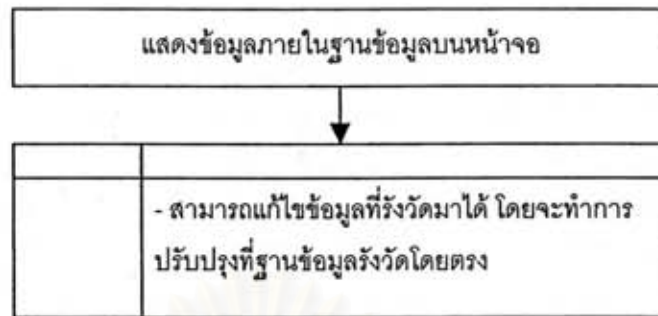 แสดงข้อมูลภายในฐานข้อมูลบนหน้าจอ
- สามารถแก้ไขข้อมูลที่รังวัดมาได้ โดยจะทำการ
ปรับปรุงที่ฐานข้อมูลรังวัดโดยตรง